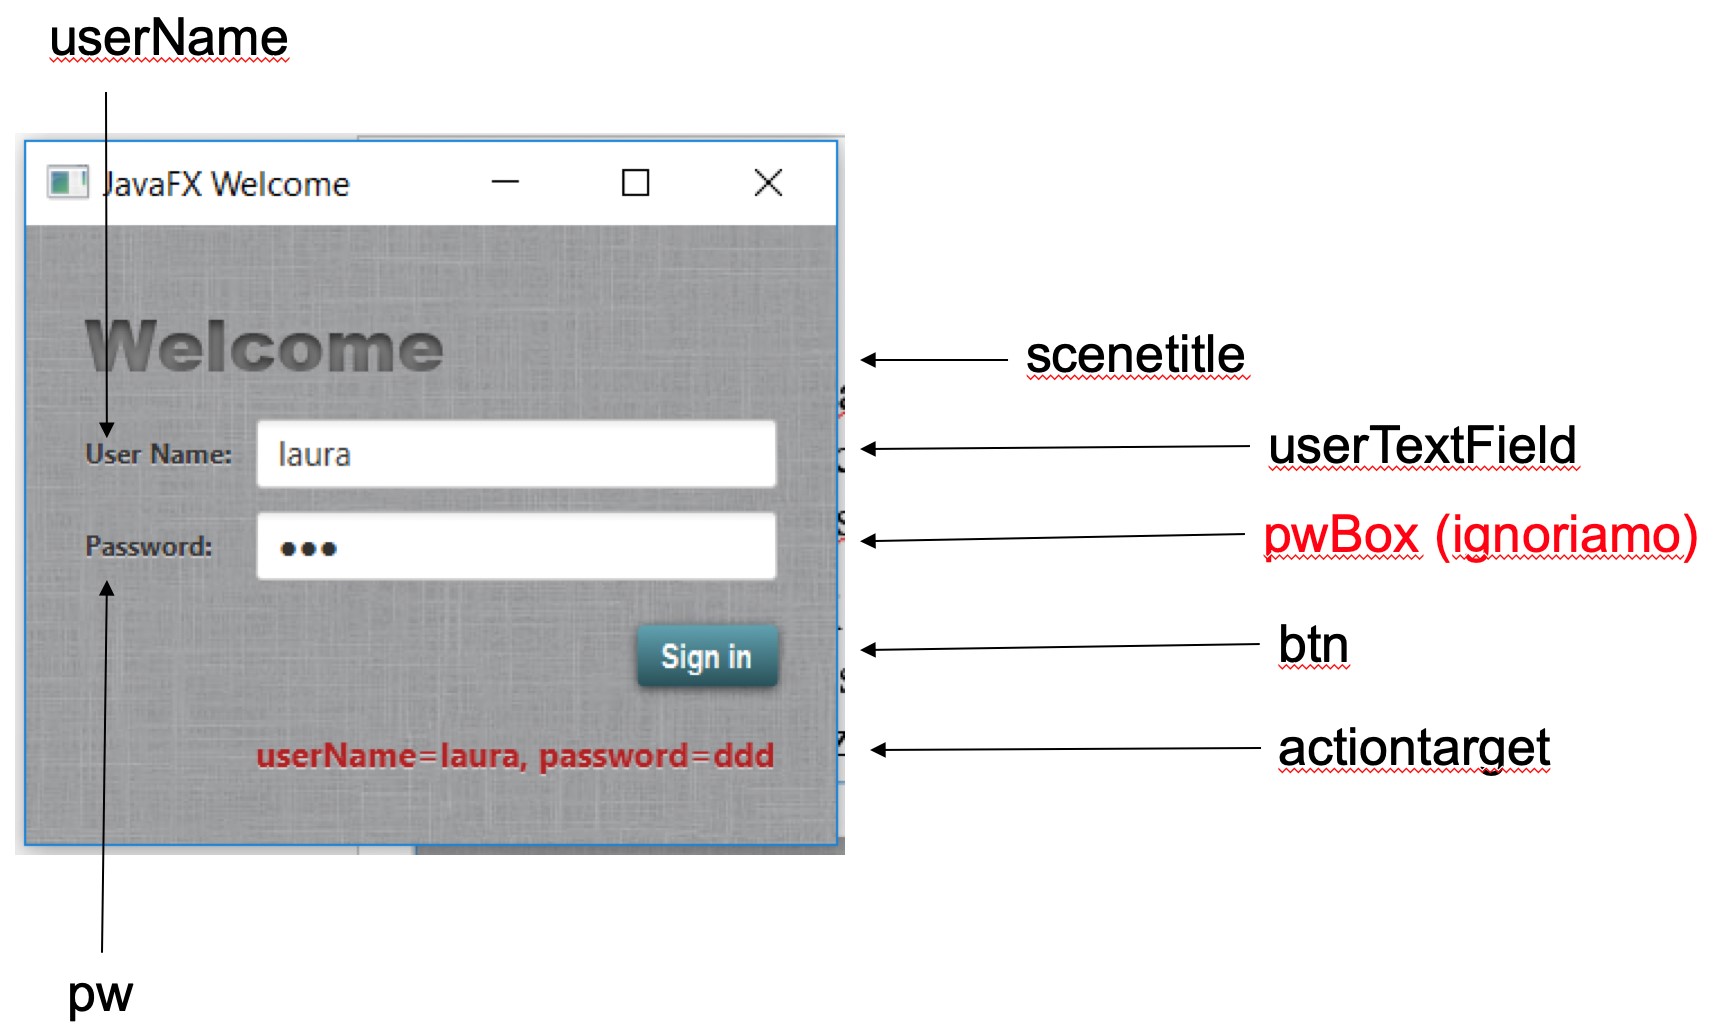 userName
JavaFX Welcome
Welcome
scenetitle
User Name:
laura
userTextField
Password:
pwBox (ignoriamo)
Sign in
btn
userName=laura, password=ddd
actiontarget
pw